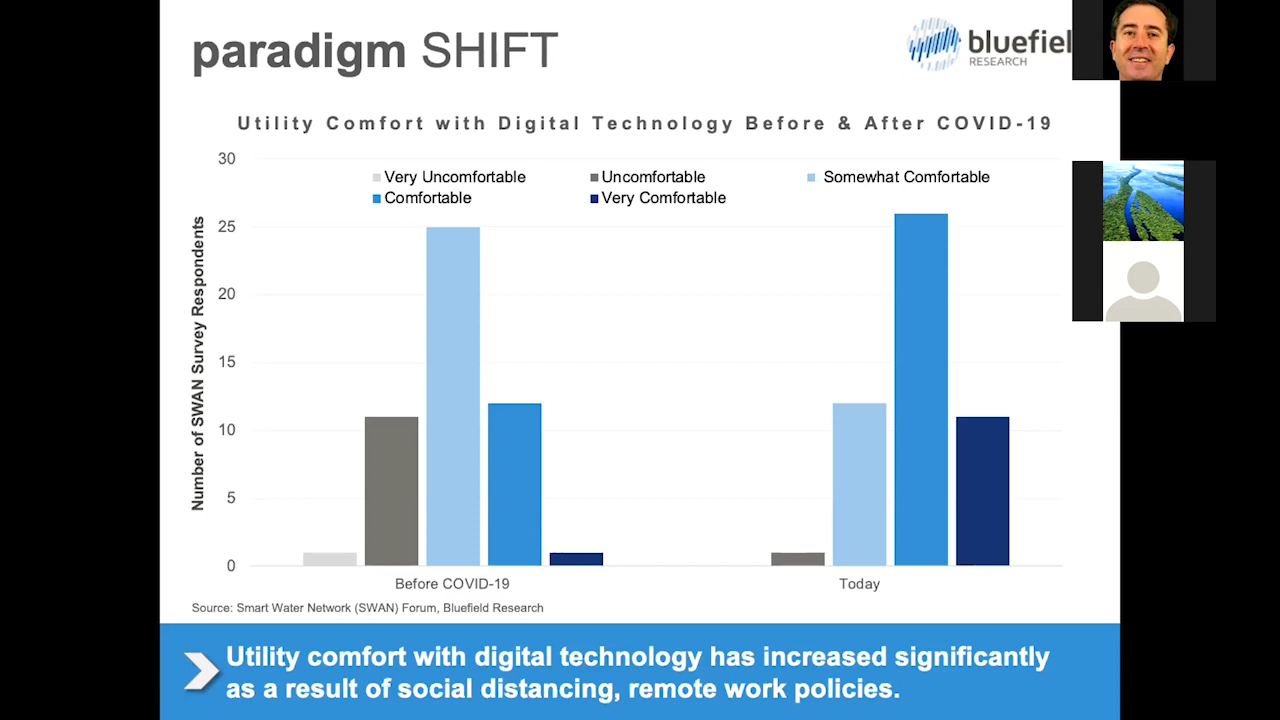 paradigm SHIFT
bluefiel
RESEARCH
Utility Comfort with Digital Technology Before & After COVID-19
Very Uncomfortable
Uncomfortable
Somewhat Comfortable
Comfortable
Very Comfortable
Number of SWAN Survey Respondents
30
25
20
15
10
5
0
Before COVID-19
Today
Source: Smart Water Network (SWAN) Forum, Bluefield Research
Utility comfort with digital technology has increased significantly
as a result of social distancing, remote work policies.